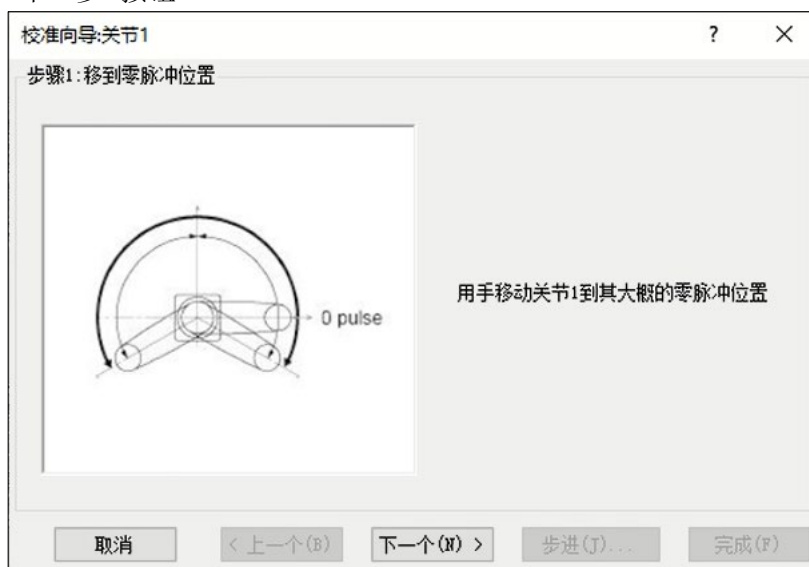 校准向导:关节1
?
步骤1:移到零脉冲位置
0 pulse
用手移动关节1到其大概的零脉冲位置
取消
< 上一个(B)
下一个(N) >
步进(J)...
完成(F)